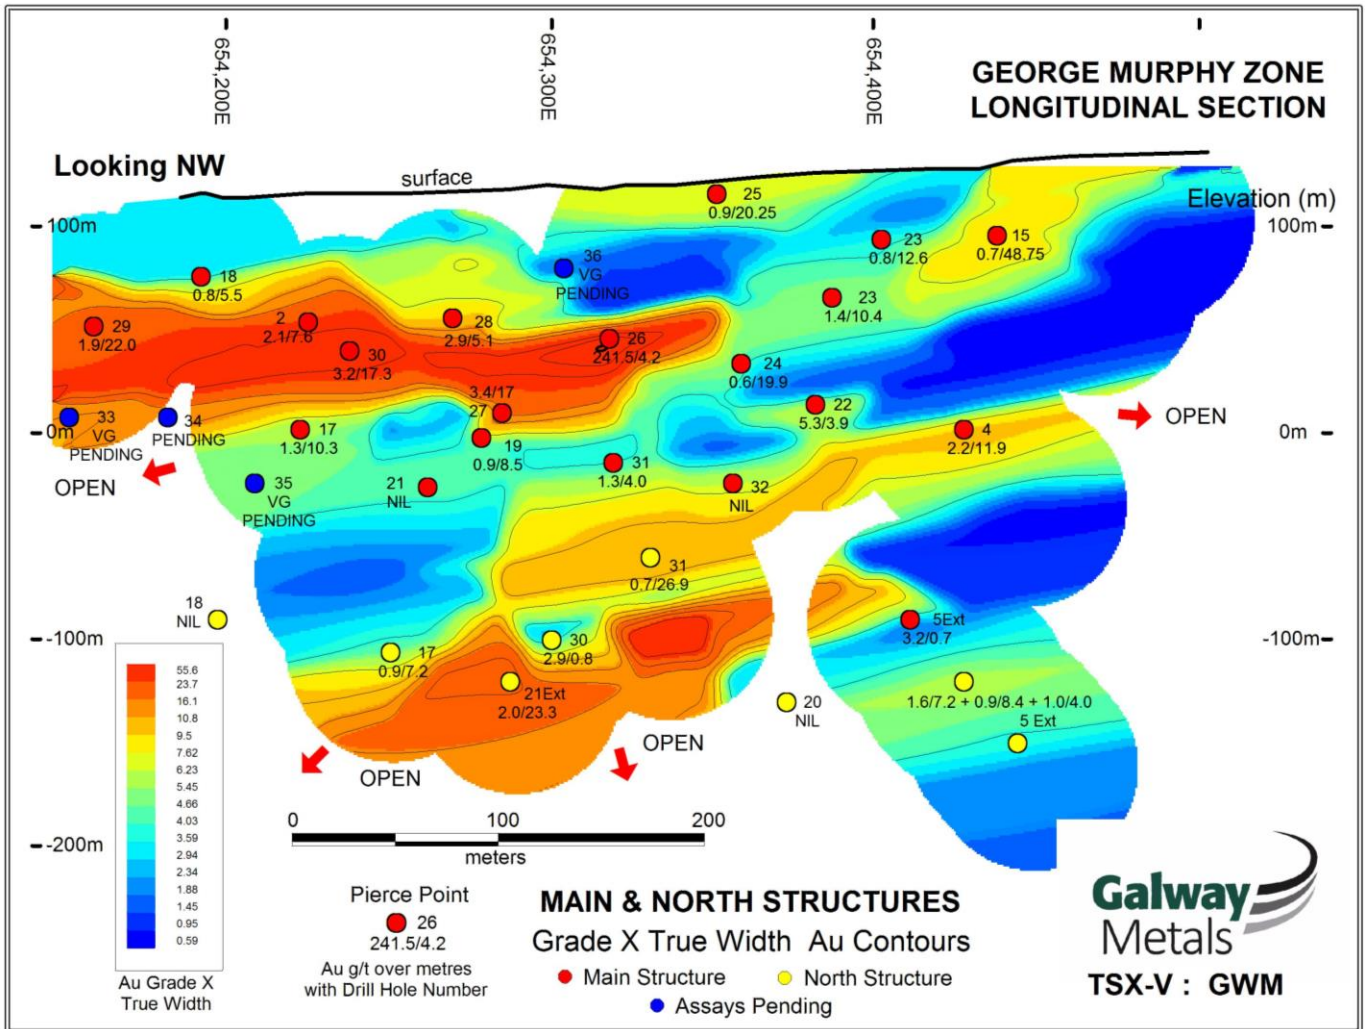 654,200E
654,300E
654,400E
GEORGE MURPHY ZONE
LONGITUDINAL SECTION
Looking NW
surface
Elevation (m)
100m
100m
25
0.9/20.25
23
0.8/12.6
15
0.7/48.75
36
VG
PENDING
18
0.8/5.5
23
1.4/10.4
29
1.9/22.0
2
2.1/7.6
28
2.9/5.1
26
241.5/4.2
30
3.2/17.3
24
0.6/19.9
3.4/17
27
22
5.3/3.9
33
VG
PENDING
34
PENDING
0m
0m
17
1.3/10.3
19
0.9/8.5
4
2.2/11.9
OPEN
31
1.3/4.0
OPEN
35
VG
PENDING
21
NIL
32
NIL
31
0.7/26.9
18
NIL
-100m
-100m
5Ext
3.2/0.7
17
0.9/7.2
30
2.9/0.8
21Ext
2.0/23.3
20
NIL
1.6/7.2 + 0.9/8.4 + 1.0/4.0
5 Ext
OPEN
OPEN
55.6
23.7
16.1
10.8
9.5
6.23
5.45
4.66
4.03
3.59
2.94
2.34
1.88
1.45
0.95
0.59
Au Grade X
True Width
-200m
0 100 200
meters
Pierce Point
26
241.5/4.2
Au g/t over metres
with Drill Hole Number
MAIN & NORTH STRUCTURES
Grade X True Width Au Contours
Main Structure
North Structure
Assays Pending
Galway
Metals
TSX-V : GWM